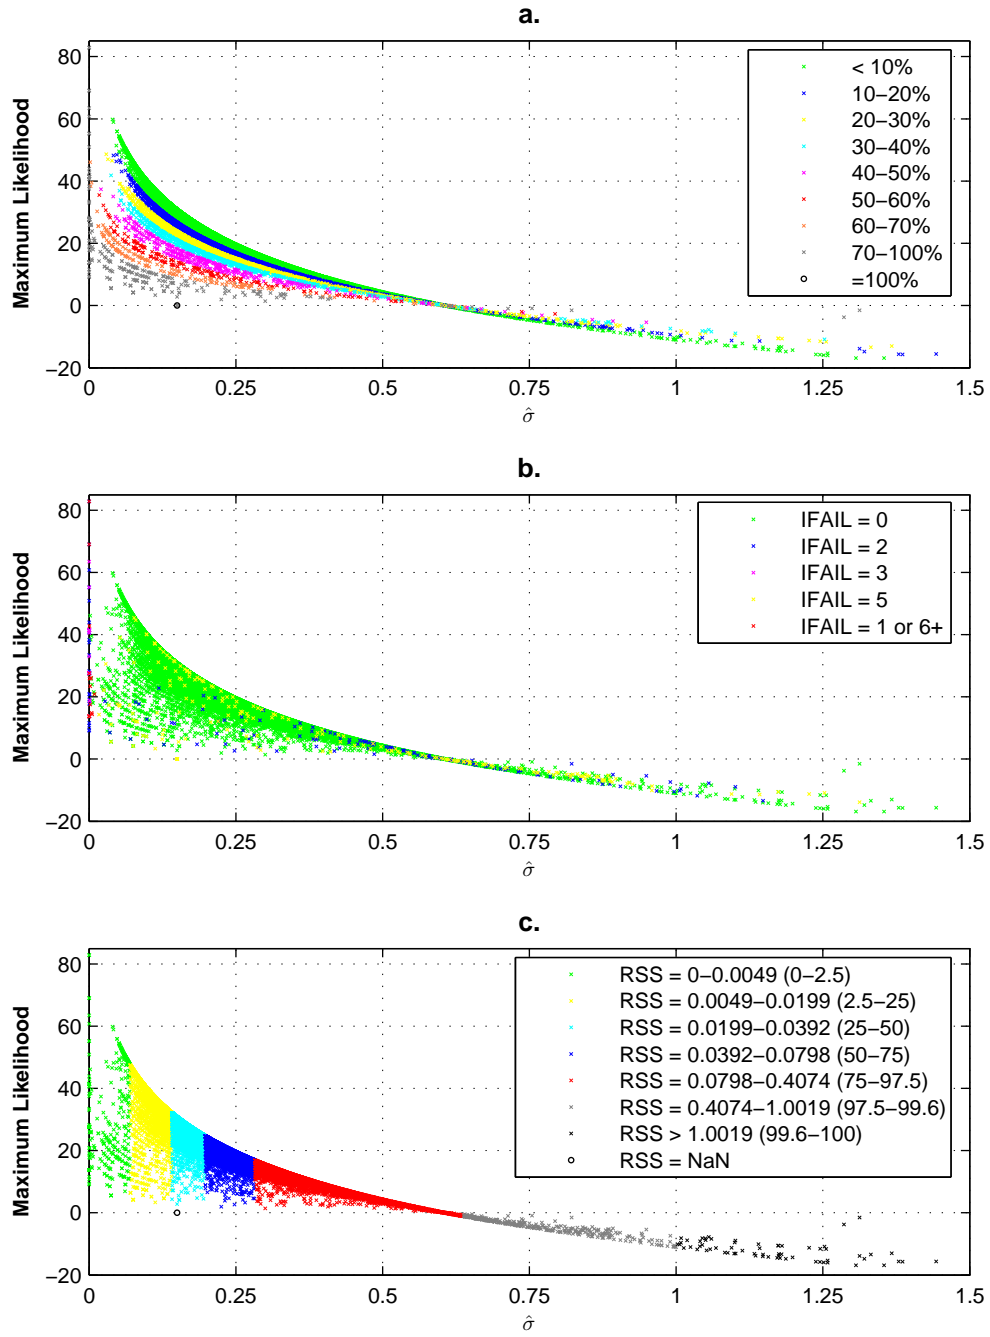 a.
Maximum Likelihood
80
60
40
20
0
−20
0 0.25 0.5 0.75 1 1.25 1.5
σ̂
< 10%
10−20%
20−30%
30−40%
40−50%
50−60%
60−70%
70−100%
=100%
b.
Maximum Likelihood
80
60
40
20
0
−20
0 0.25 0.5 0.75 1 1.25 1.5
σ̂
IFAIL = 0
IFAIL = 2
IFAIL = 3
IFAIL = 5
IFAIL = 1 or 6+
c.
Maximum Likelihood
80
60
40
20
0
−20
0 0.25 0.5 0.75 1 1.25 1.5
σ̂
RSS = 0−0.0049 (0−2.5)
RSS = 0.0049−0.0199 (2.5−25)
RSS = 0.0199−0.0392 (25−50)
RSS = 0.0392−0.0798 (50−75)
RSS = 0.0798−0.4074 (75−97.5)
RSS = 0.4074−1.0019 (97.5−99.6)
RSS > 1.0019 (99.6−100)
RSS = NaN